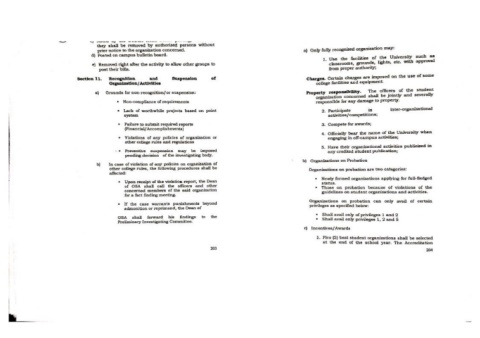 they shall be removed by authorized persons without
prior notice to the organization concerned.
Posted on campus bulletin board.
v) Removed right after the activity to allow other groups to
post their bills.
Section 11. Recognition and Suspension of
Organization/Activities
a) Grounds for non-recognition/or suspension:
• Non-compliance of requirements
• Lack of worthwhile projects based on point
system
• Failure to submit required reports
(Financial/Accomplishments)
• Violations of any policies of organization or
other college rules and regulations
• Preventive suspension may be imposed
pending decision of the investigating body.
b) In case of violation of any policies on organization of
other college rules, the following procedures shall be
effected:
• Upon receipt of the violation report, the Dean
of OSA shall call the officers and other
concerned members of the said organization
for a fact finding meeting.
• If the case warrants punishments beyond
admonition or reprimand, the Dean of
OSA shall forward his findings to the
Preliminary Investigating Committee.
203
a) Only fully recognized organization may:
1. Use the facilities of the University such as
classrooms, grounds, lights, etc. with approval
from proper authority;
Charges. Certain charges are imposed on the use of some
college facilities and equipment.
Property responsibility. The officers of the student
organization concerned shall be jointly and severally
responsible for any damage to property.
2. Participate in inter-organizational
activities/competitions;
3. Compete for awards;
4. Officially bear the name of the University when
engaging in off-campus activities;
5. Have their organizational activities published in
any credited student publication;
b) Organizations on Probation
Organizations on probation are two categories:
• Newly formed organizations applying for full-fledged
status.
• Those on probation because of violations of the
guidelines on student organizations and activities.
Organizations on probation can only avail of certain
privileges as specified below:
• Shall avail only of privileges 1 and 2
• Shall avail only privileges 1, 2 and 5
c) Incentives/Awards
1. Five (5) best student organizations shall be selected
at the end of the school year. The Accreditation
204